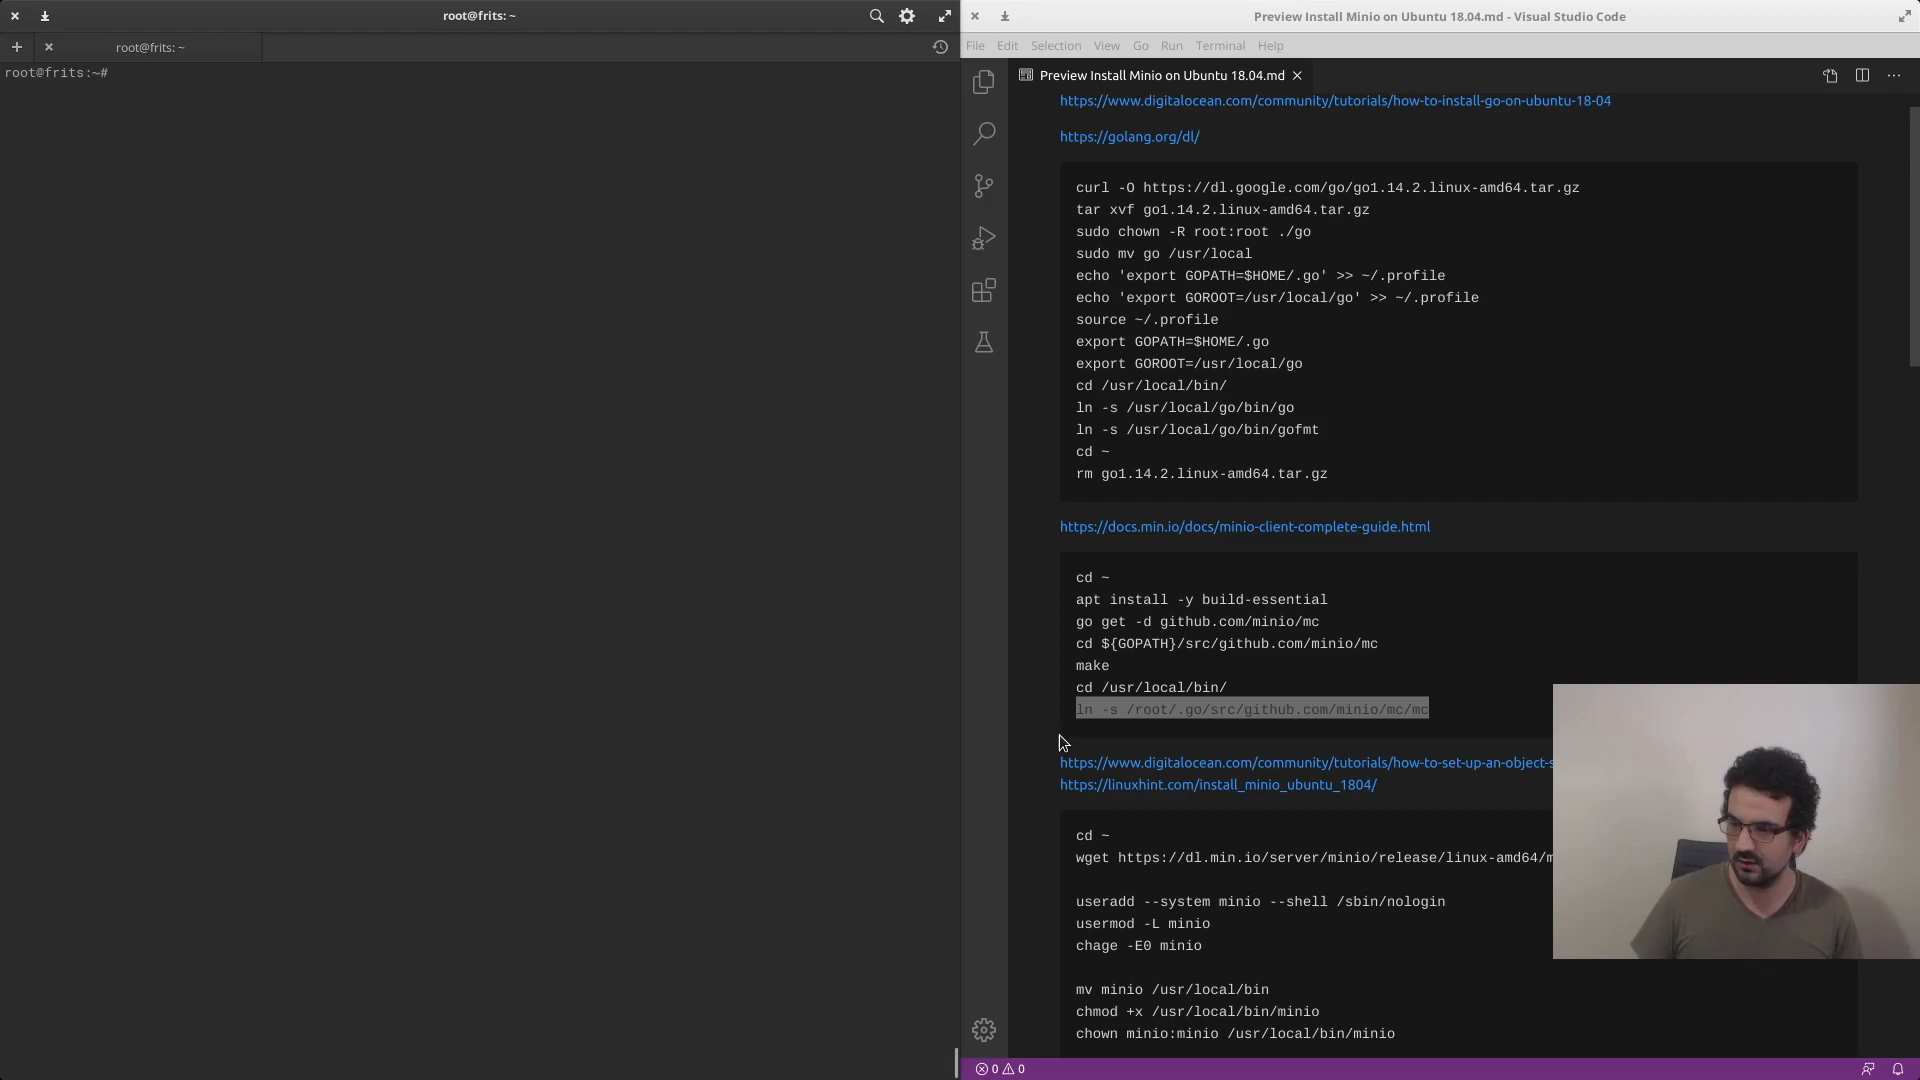 root@frits: ~
root@frits: ~
root@frits:~#
Preview Install Minio on Ubuntu 18.04.md - Visual Studio Code
File Edit Selection View Go Run Terminal Help
Preview Install Minio on Ubuntu 18.04.md
https://www.digitalocean.com/community/tutorials/how-to-install-go-on-ubuntu-18-04
https://golang.org/dl/
curl -O https://dl.google.com/go/go1.14.2.linux-amd64.tar.gz
tar xvf go1.14.2.linux-amd64.tar.gz
sudo chown -R root:root ./go
sudo mv go /usr/local
echo 'export GOPATH=$HOME/.go' >> ~/.profile
echo 'export GOROOT=/usr/local/go' >> ~/.profile
source ~/.profile
export GOPATH=$HOME/.go
export GOROOT=/usr/local/go
cd /usr/local/bin/
ln -s /usr/local/go/bin/go
ln -s /usr/local/go/bin/gofmt
cd ~
rm go1.14.2.linux-amd64.tar.gz
https://docs.min.io/docs/minio-client-complete-guide.html
cd ~
apt install -y build-essential
go get -d github.com/minio/mc
cd ${GOPATH}/src/github.com/minio/mc
make
cd /usr/local/bin/
ln -s /root/.go/src/github.com/minio/mc/mc
https://www.digitalocean.com/community/tutorials/how-to-set-up-an-object-s
https://linuxhint.com/install_minio_ubuntu_1804/
cd ~
wget https://dl.min.io/server/minio/release/linux-amd64/m
useradd --system minio --shell /sbin/nologin
usermod -L minio
chage -E0 minio
mv minio /usr/local/bin
chmod +x /usr/local/bin/minio
chown minio:minio /usr/local/bin/minio
0 0